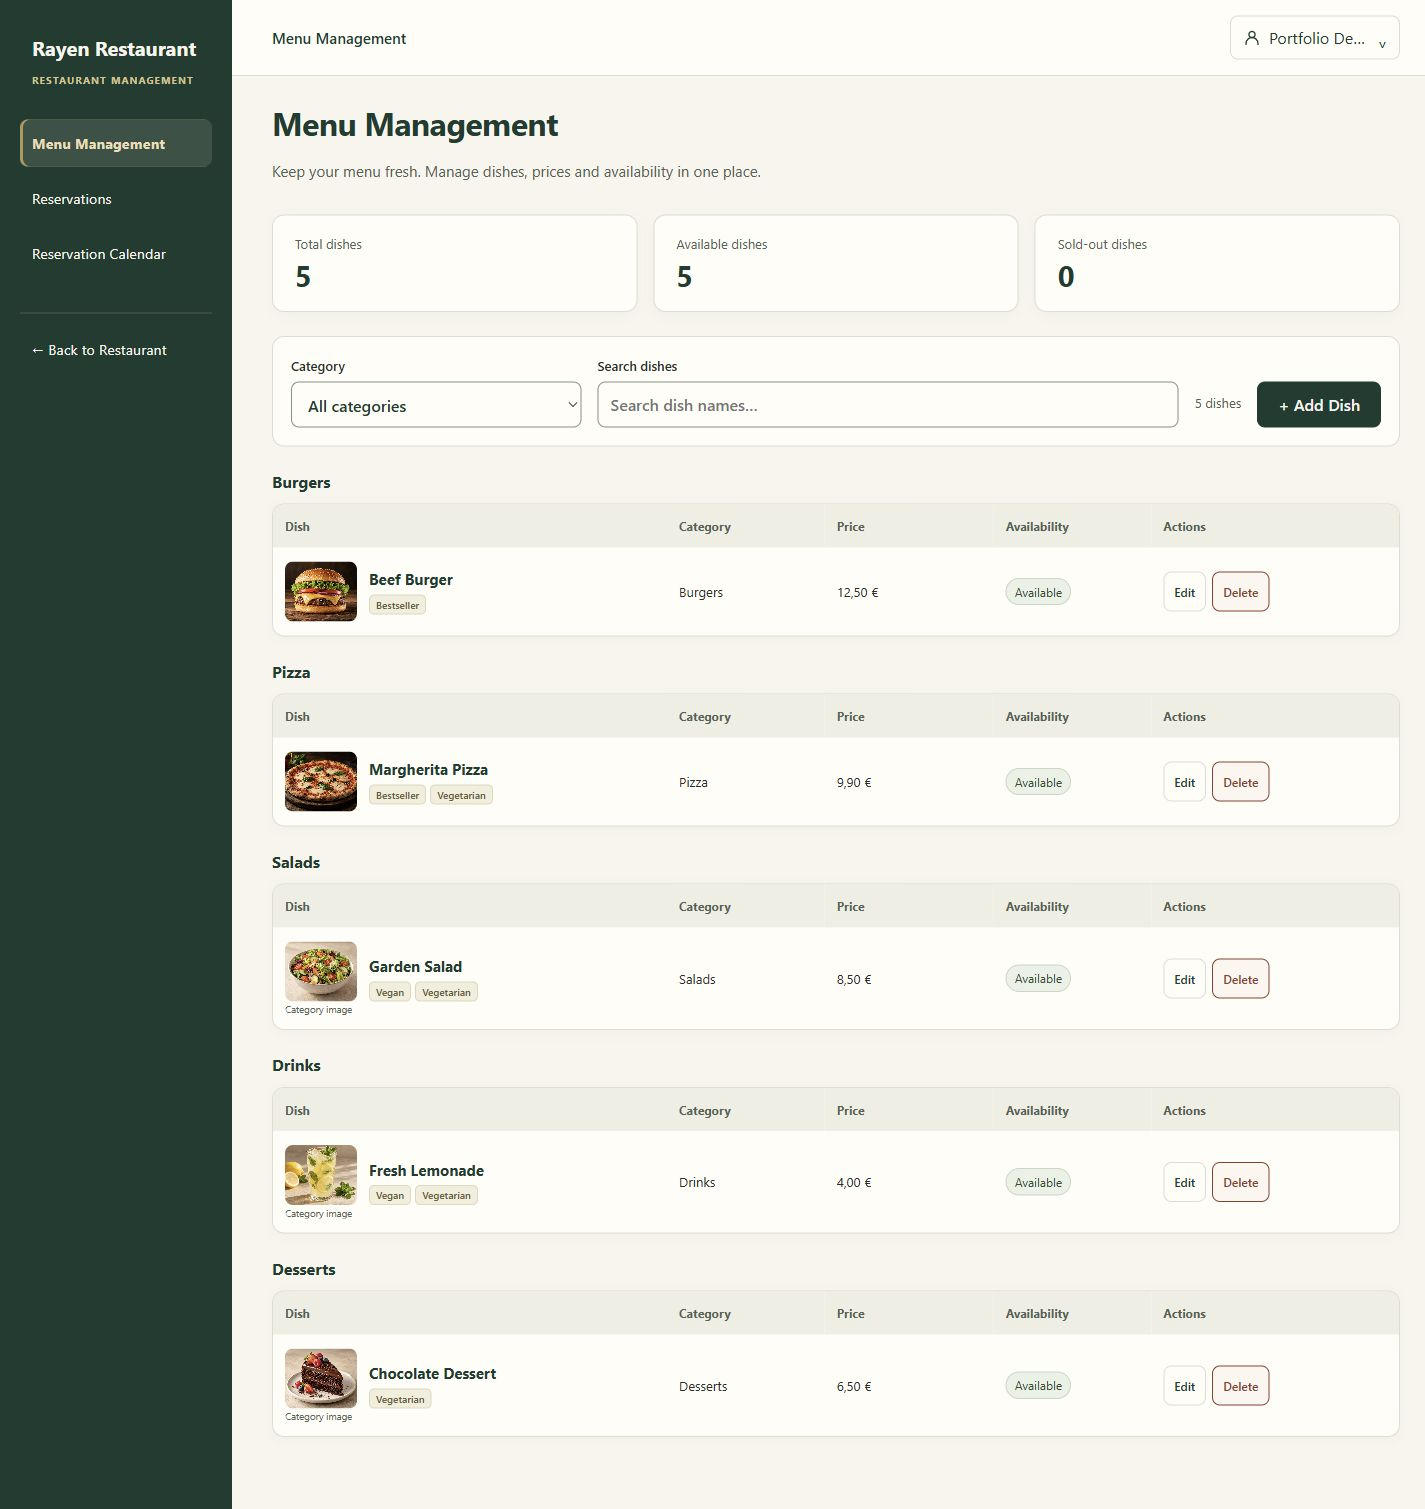 Rayen Restaurant
RESTAURANT MANAGEMENT
Menu Management
Reservations
Reservation Calendar
← Back to Restaurant
Menu Management
Portfolio De... v
Menu Management
Keep your menu fresh. Manage dishes, prices and availability in one place.
Total dishes
5
Available dishes
5
Sold-out dishes
0
Category
All categories
Search dishes
Search dish names...
5 dishes
+ Add Dish
Burgers
Dish Category Price Availability Actions
Beef Burger
Bestseller
Burgers 12,50 € Available Edit Delete
Pizza
Dish Category Price Availability Actions
Margherita Pizza
Bestseller Vegetarian
Pizza 9,90 € Available Edit Delete
Salads
Dish Category Price Availability Actions
Garden Salad
Vegan Vegetarian
Category image
Salads 8,50 € Available Edit Delete
Drinks
Dish Category Price Availability Actions
Fresh Lemonade
Vegan Vegetarian
Category image
Drinks 4,00 € Available Edit Delete
Desserts
Dish Category Price Availability Actions
Chocolate Dessert
Vegetarian
Category image
Desserts 6,50 € Available Edit Delete